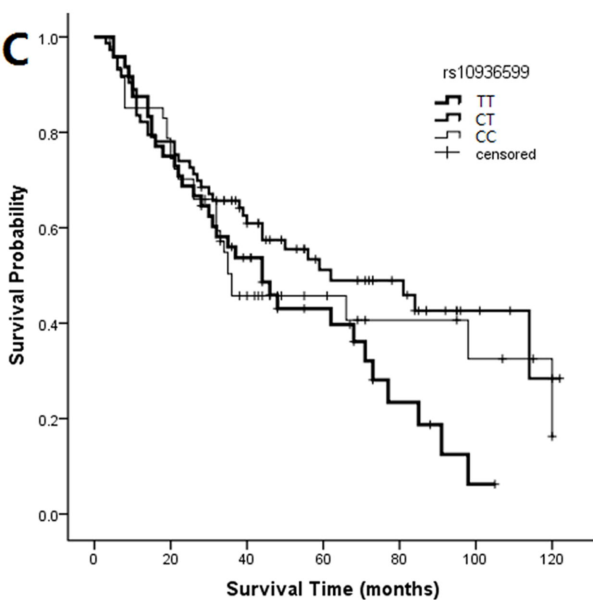 C
rs10936599
TT
CT
CC
censored
Survival Probability
1.0
0.8
0.6
0.4
0.2
0.0
0 20 40 60 80 100 120
Survival Time (months)